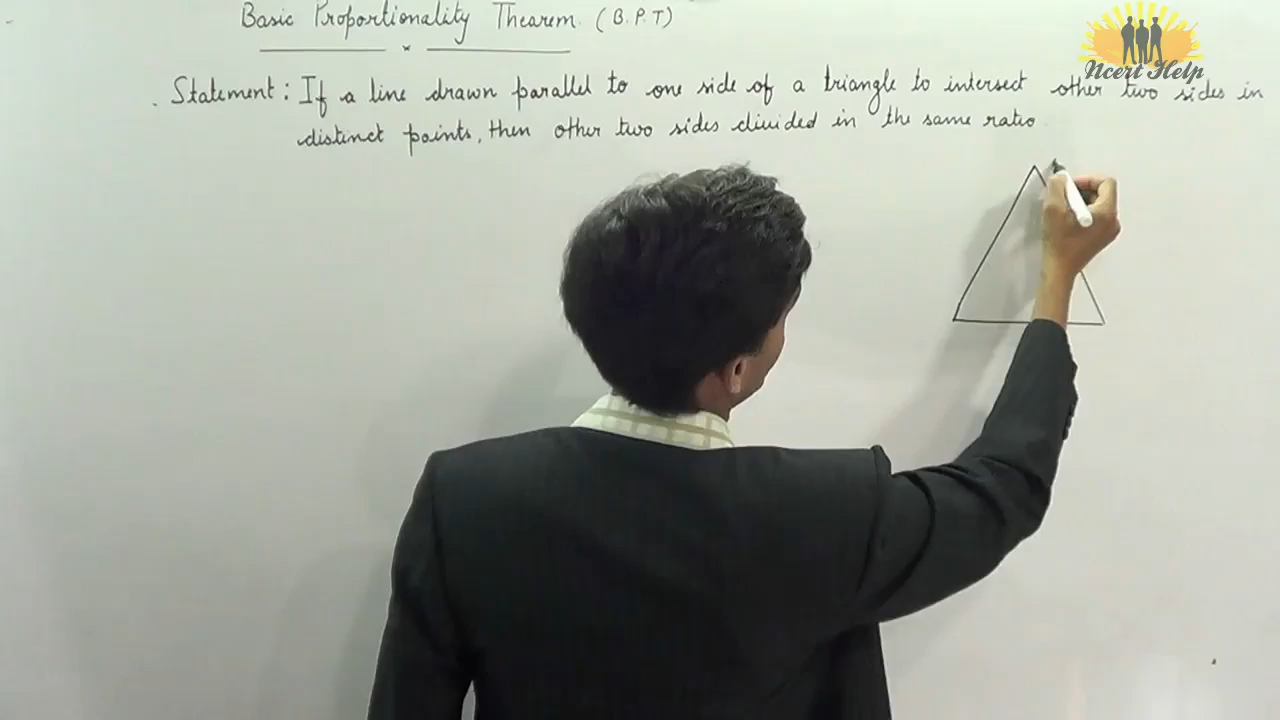 Basic Proportionality Theorem. (B.P.T)
Ncert Help
Statement: If a line drawn parallel to one side of a triangle to intersect other two sides in
distinct points, then other two sides divided in the same ratio